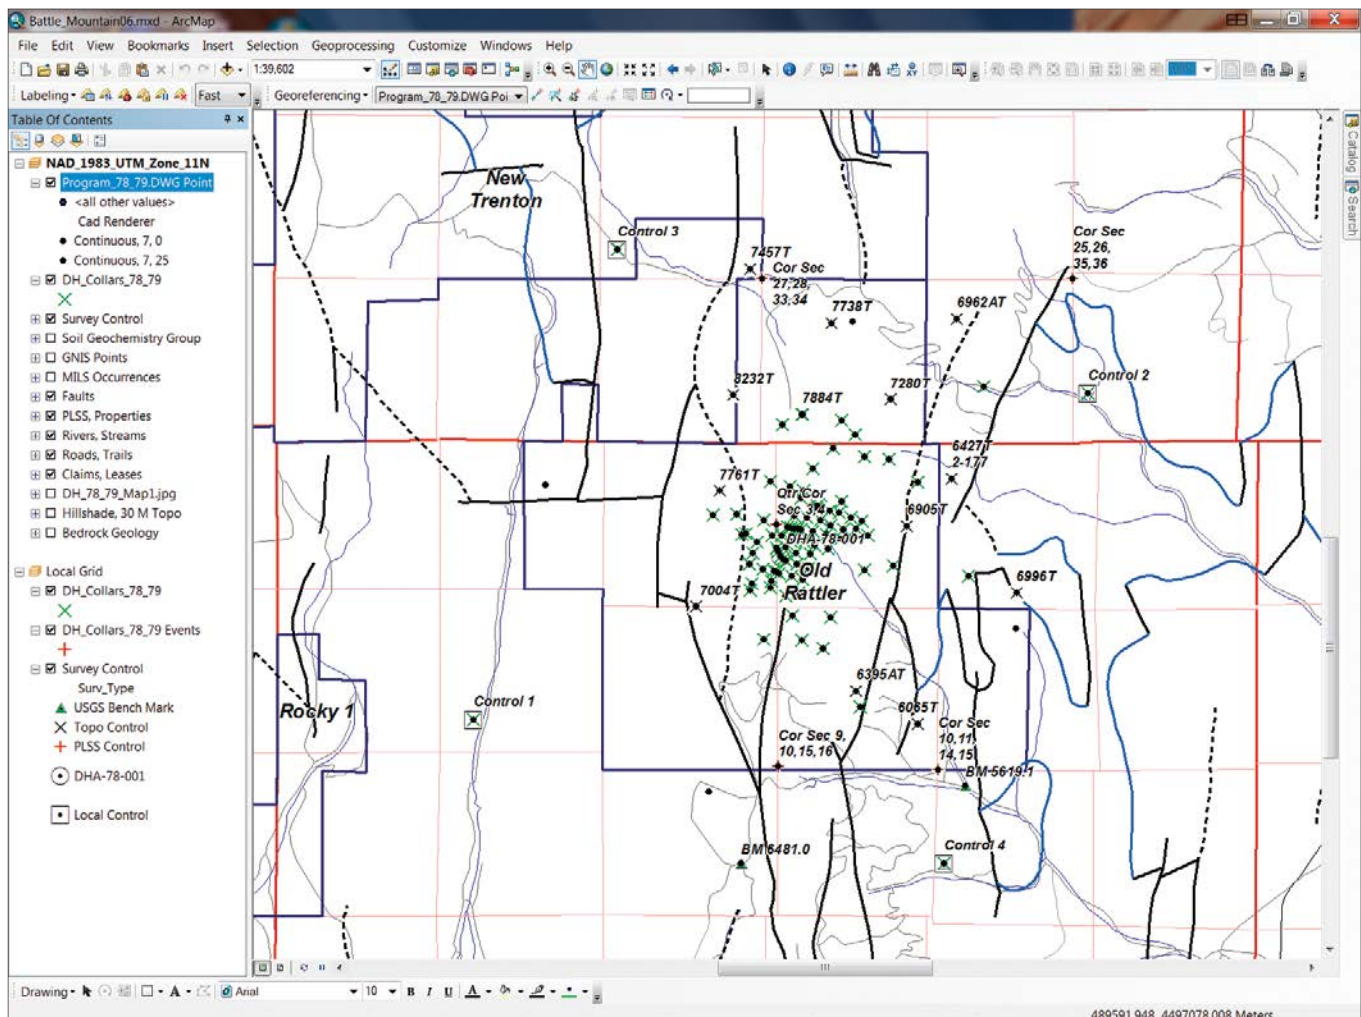 Battle_Mountain06.mxd - ArcMap
File Edit View Bookmarks Insert Selection Geoprocessing Customize Windows Help
1:39,602
Labeling Fast Georeferencing Program_78_79.DWG Poi
Table Of Contents
NAD_1983_UTM_Zone_11N
Program_78_79.DWG Point
<all other values>
Cad Renderer
Continuous, 7, 0
Continuous, 7, 25
DH_Collars_78_79
Survey Control
Soil Geochemistry Group
GNIS Points
MILS Occurrences
Faults
PLSS, Properties
Rivers, Streams
Roads, Trails
Claims, Leases
DH_78_79_Map1.jpg
Hillshade, 30 M Topo
Bedrock Geology
Local Grid
DH_Collars_78_79
DH_Collars_78_79 Events
Survey Control
Surv_Type
USGS Bench Mark
Topo Control
PLSS Control
DHA-78-001
Local Control
New
Trenton
Control 3
7457T
Cor Sec
27,28,
33,34
Cor Sec
25,26,
35,36
7738T
6962AT
8232T
7884T
7280T
Control 2
6427T
2-177
7761T
Qtr Cor
Sec 3,4
6905T
DHA-78-001
Old
Rattler
7004T
6996T
6395AT
6065T
Rocky 1
Control 1
Cor Sec 9,
10,15,16
Cor Sec
10,11,
14,15
BM 5619.1
BM 6481.0
Control 4
Catalog
Search
Drawing A Arial 10 B I U A
489591.948 4497078.008 Meters